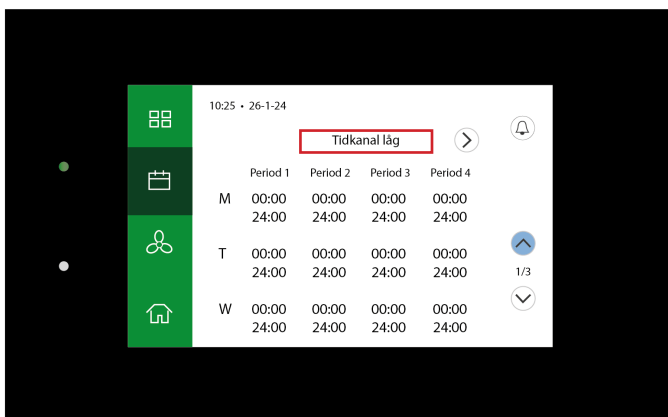 10:25 • 26-1-24
Tidkanal låg
Period 1 Period 2 Period 3 Period 4
M 00:00 00:00 00:00 00:00
24:00 24:00 24:00 24:00
T 00:00 00:00 00:00 00:00
24:00 24:00 24:00 24:00
1/3
W 00:00 00:00 00:00 00:00
24:00 24:00 24:00 24:00